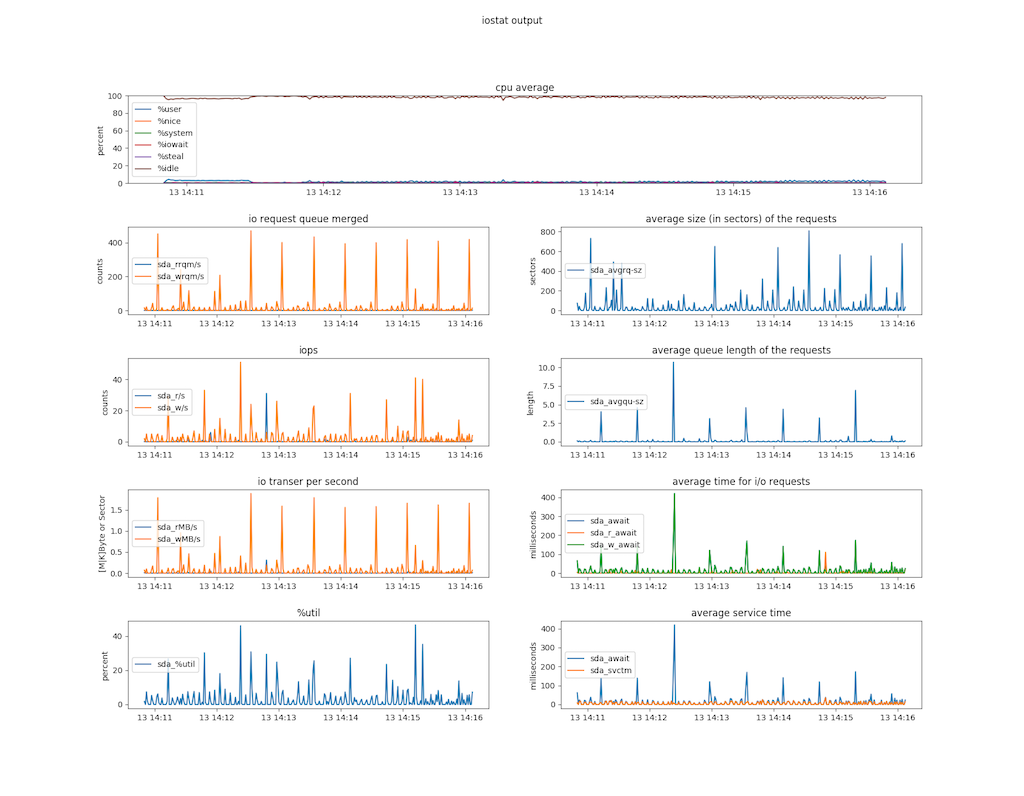 iostat output
cpu average
percent
100
80
60
40
20
0
%user
%nice
%system
%iowait
%steal
%idle
13 14:11 13 14:12 13 14:13 13 14:14 13 14:15 13 14:16
io request queue merged
counts
400
200
0
sda_rrqm/s
sda_wrqm/s
13 14:11 13 14:12 13 14:13 13 14:14 13 14:15 13 14:16
average size (in sectors) of the requests
sectors
800
600
400
200
0
sda_avgrq-sz
13 14:11 13 14:12 13 14:13 13 14:14 13 14:15 13 14:16
iops
counts
40
20
0
sda_r/s
sda_w/s
13 14:11 13 14:12 13 14:13 13 14:14 13 14:15 13 14:16
average queue length of the requests
length
10.0
7.5
5.0
2.5
0.0
sda_avgqu-sz
13 14:11 13 14:12 13 14:13 13 14:14 13 14:15 13 14:16
io transer per second
[M|K]Byte or Sector
1.5
1.0
0.5
0.0
sda_rMB/s
sda_wMB/s
13 14:11 13 14:12 13 14:13 13 14:14 13 14:15 13 14:16
average time for i/o requests
milliseconds
400
300
200
100
0
sda_await
sda_r_await
sda_w_await
13 14:11 13 14:12 13 14:13 13 14:14 13 14:15 13 14:16
%util
percent
40
20
0
sda_%util
13 14:11 13 14:12 13 14:13 13 14:14 13 14:15 13 14:16
average service time
milliseconds
400
300
200
100
0
sda_await
sda_svctm
13 14:11 13 14:12 13 14:13 13 14:14 13 14:15 13 14:16